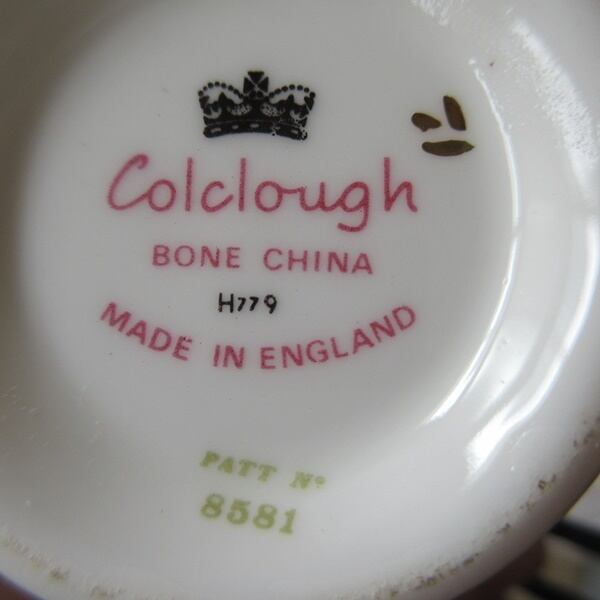 Colclough
BONE CHINA
H779
MADE IN ENGLAND
PATT Nº
8581